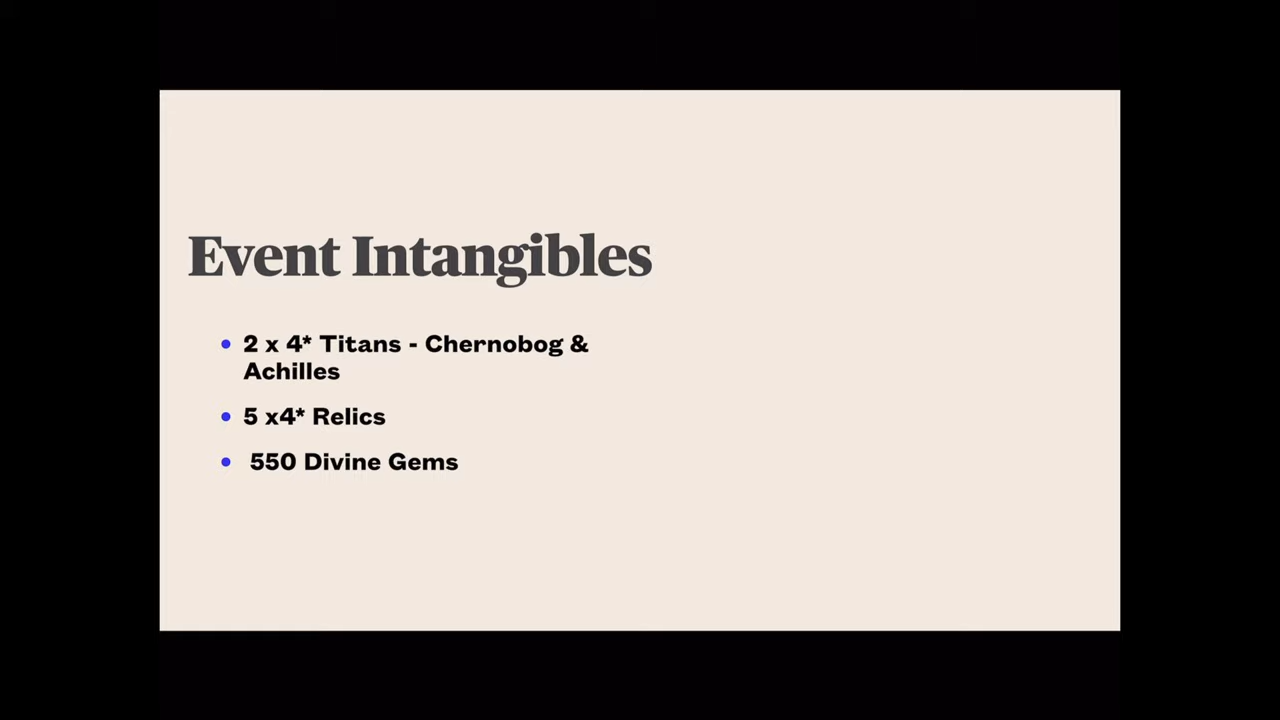 Event Intangibles
• 2 x 4* Titans - Chernobog &
Achilles
• 5 x4* Relics
• 550 Divine Gems